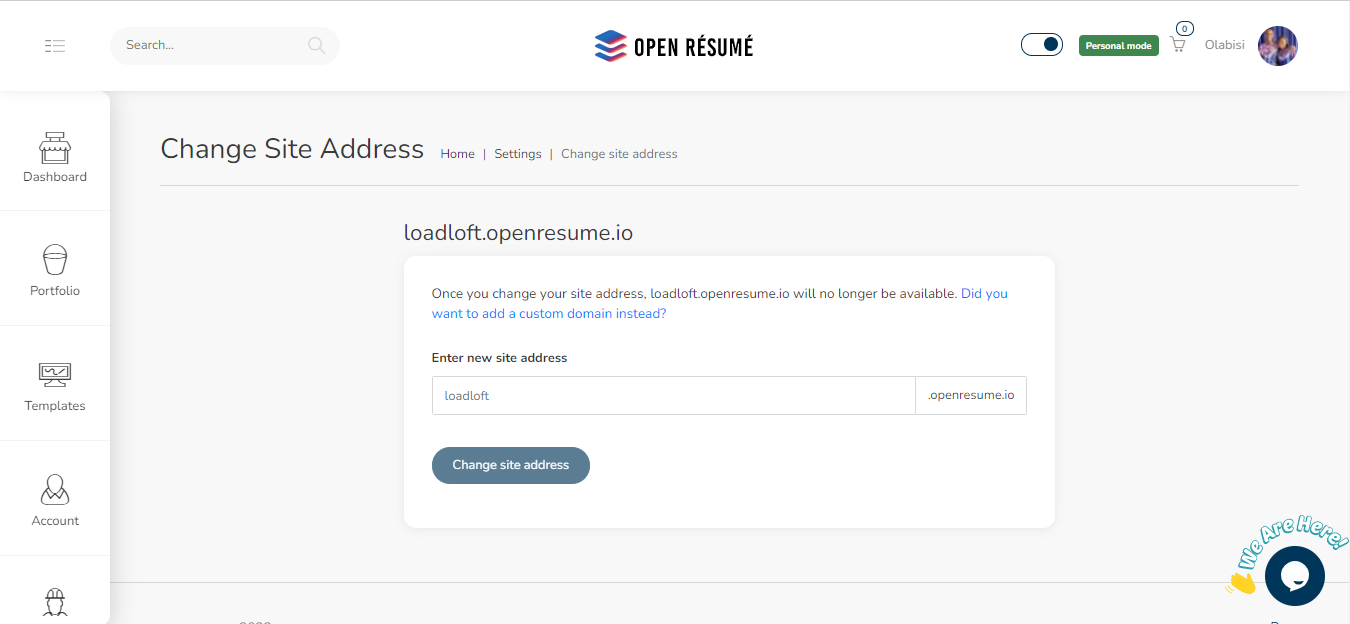 Search...
OPEN RÉSUMÉ
Personal mode
0
Olabisi
Dashboard
Portfolio
Templates
Account
Change Site Address
Home | Settings | Change site address
loadloft.openresume.io
Once you change your site address, loadloft.openresume.io will no longer be available. Did you
want to add a custom domain instead?
Enter new site address
loadloft
.openresume.io
Change site address
We Are Here!